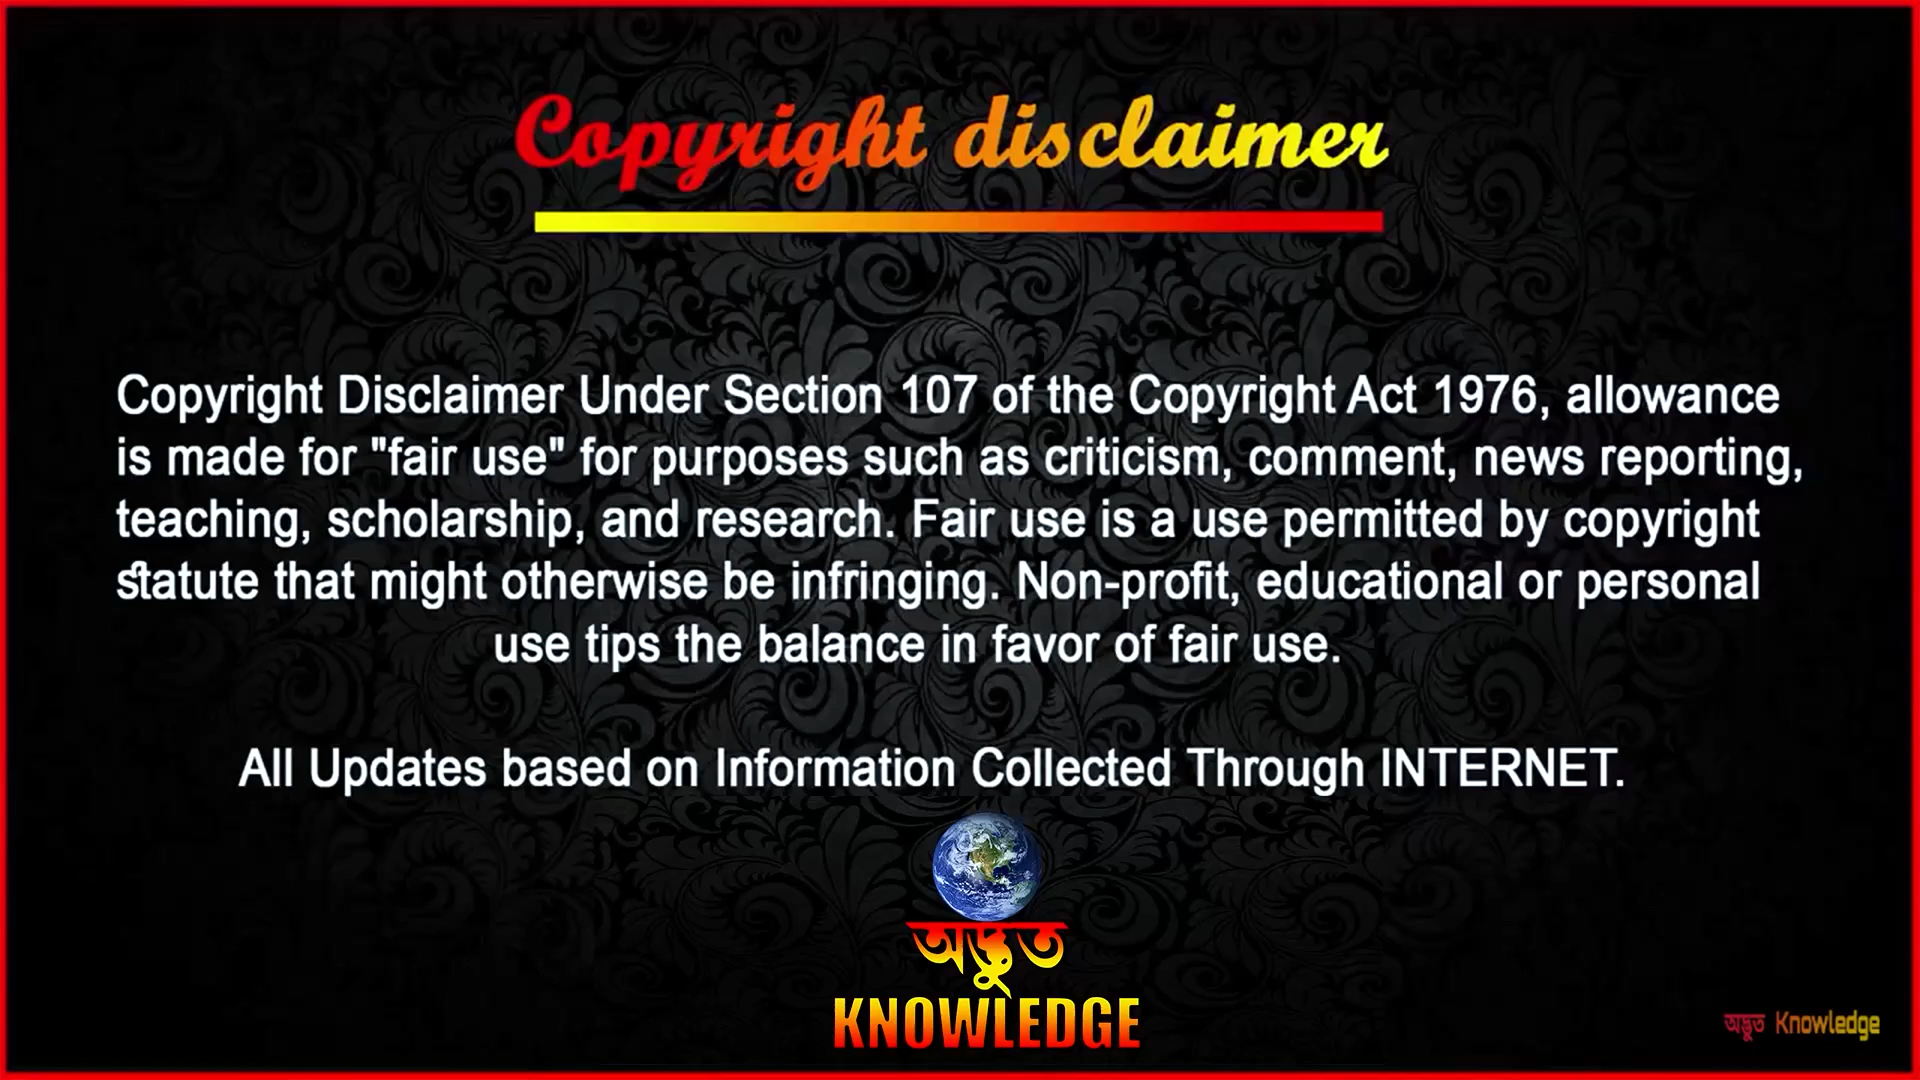 Copyright disclaimer
Copyright Disclaimer Under Section 107 of the Copyright Act 1976, allowance
is made for "fair use" for purposes such as criticism, comment, news reporting,
teaching, scholarship, and research. Fair use is a use permitted by copyright
statute that might otherwise be infringing. Non-profit, educational or personal
use tips the balance in favor of fair use.
All Updates based on Information Collected Through INTERNET.
অদ্ভুত
KNOWLEDGE
অদ্ভুত Knowledge